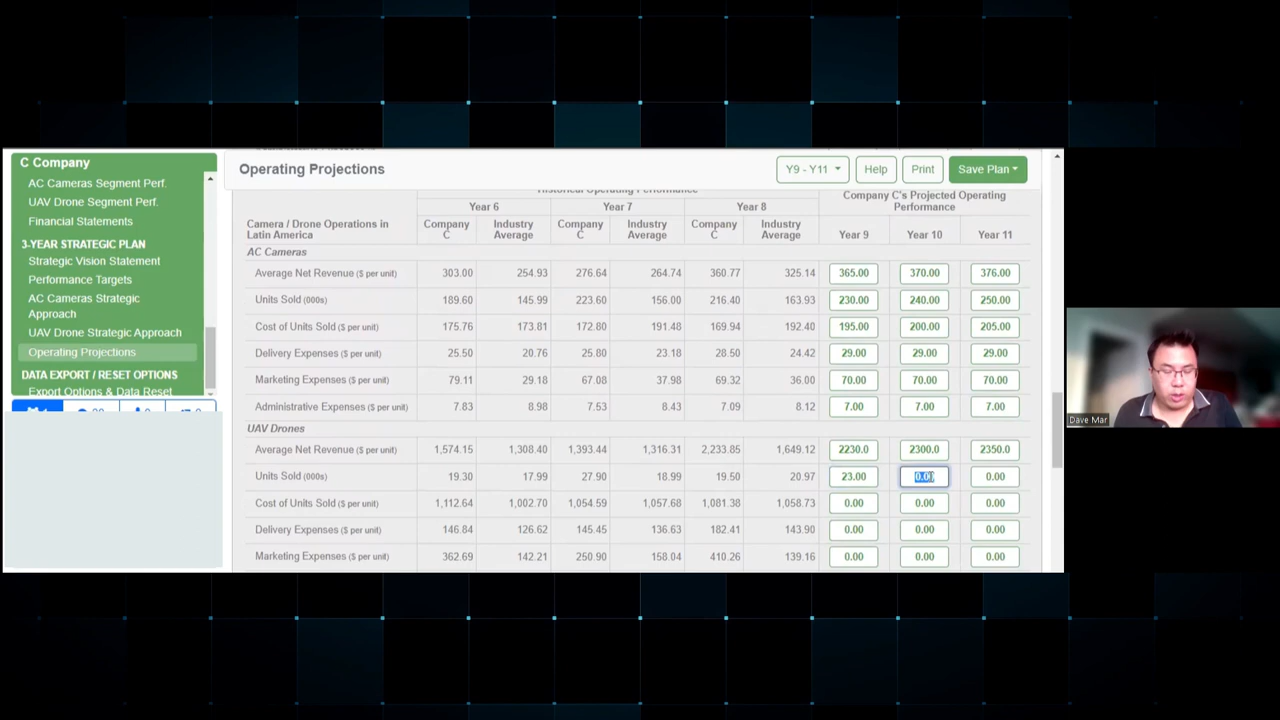 C Company
AC Cameras Segment Perf.
UAV Drone Segment Perf.
Financial Statements
3-YEAR STRATEGIC PLAN
Strategic Vision Statement
Performance Targets
AC Cameras Strategic
Approach
UAV Drone Strategic Approach
Operating Projections
DATA EXPORT / RESET OPTIONS
Export Options & Data Reset
Operating Projections
Y9 - Y11 Help Print Save Plan
Historical Operating Performance
Company C's Projected Operating
Performance
Year 6 Year 7 Year 8
Camera / Drone Operations in
Latin America
Company
C
Industry
Average
Company
C
Industry
Average
Company
C
Industry
Average
Year 9 Year 10 Year 11
AC Cameras
Average Net Revenue ($ per unit) 303.00 254.93 276.64 264.74 360.77 325.14 365.00 370.00 376.00
Units Sold (000s) 189.60 145.99 223.60 156.00 216.40 163.93 230.00 240.00 250.00
Cost of Units Sold ($ per unit) 175.76 173.81 172.80 191.48 169.94 192.40 195.00 200.00 205.00
Delivery Expenses ($ per unit) 25.50 20.76 25.80 23.18 28.50 24.42 29.00 29.00 29.00
Marketing Expenses ($ per unit) 79.11 29.18 67.08 37.98 69.32 36.00 70.00 70.00 70.00
Administrative Expenses ($ per unit) 7.83 8.98 7.53 8.43 7.09 8.12 7.00 7.00 7.00
UAV Drones
Average Net Revenue ($ per unit) 1,574.15 1,308.40 1,393.44 1,316.31 2,233.85 1,649.12 2230.0 2300.0 2350.0
Units Sold (000s) 19.30 17.99 27.90 18.99 19.50 20.97 23.00 0.00 0.00
Cost of Units Sold ($ per unit) 1,112.64 1,002.70 1,054.59 1,057.68 1,081.38 1,058.73 0.00 0.00 0.00
Delivery Expenses ($ per unit) 146.84 126.62 145.45 136.63 182.41 143.90 0.00 0.00 0.00
Marketing Expenses ($ per unit) 362.69 142.21 250.90 158.04 410.26 139.16 0.00 0.00 0.00
Dave Mar